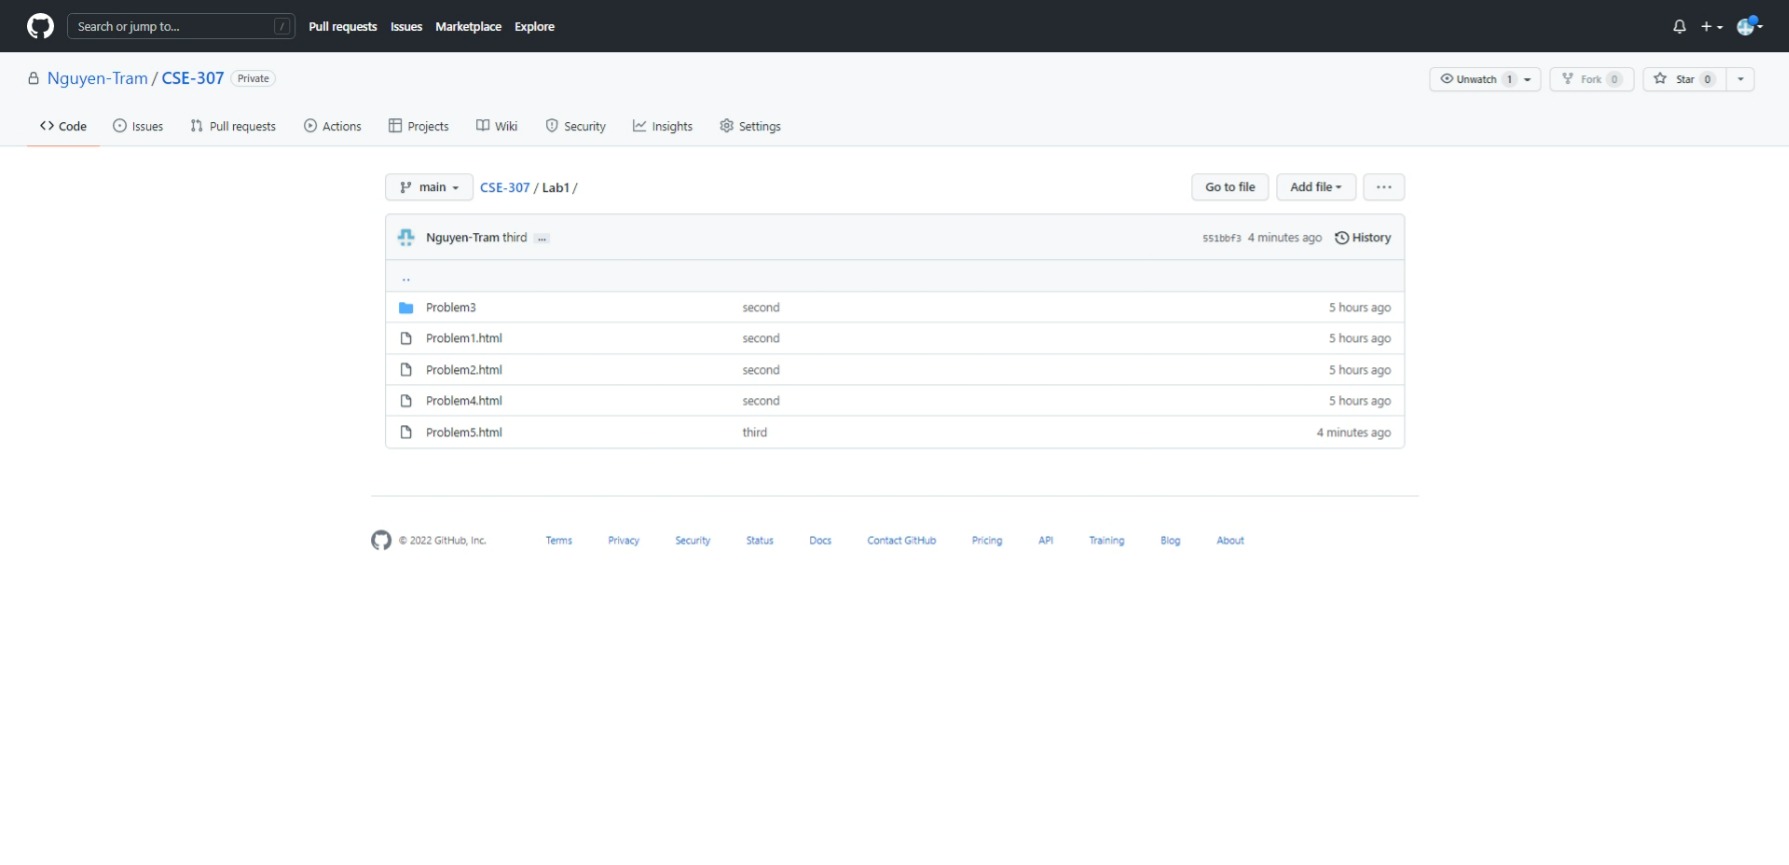 Search or jump to... / Pull requests Issues Marketplace Explore
Nguyen-Tram / CSE-307 Private Unwatch 1 Fork 0 Star 0
Code Issues Pull requests Actions Projects Wiki Security Insights Settings
main CSE-307 / Lab1 / Go to file Add file ...
Nguyen-Tram third ... 551bbf3 4 minutes ago History
..
Problem3 second 5 hours ago
Problem1.html second 5 hours ago
Problem2.html second 5 hours ago
Problem4.html second 5 hours ago
Problem5.html third 4 minutes ago
© 2022 GitHub, Inc. Terms Privacy Security Status Docs Contact GitHub Pricing API Training Blog About